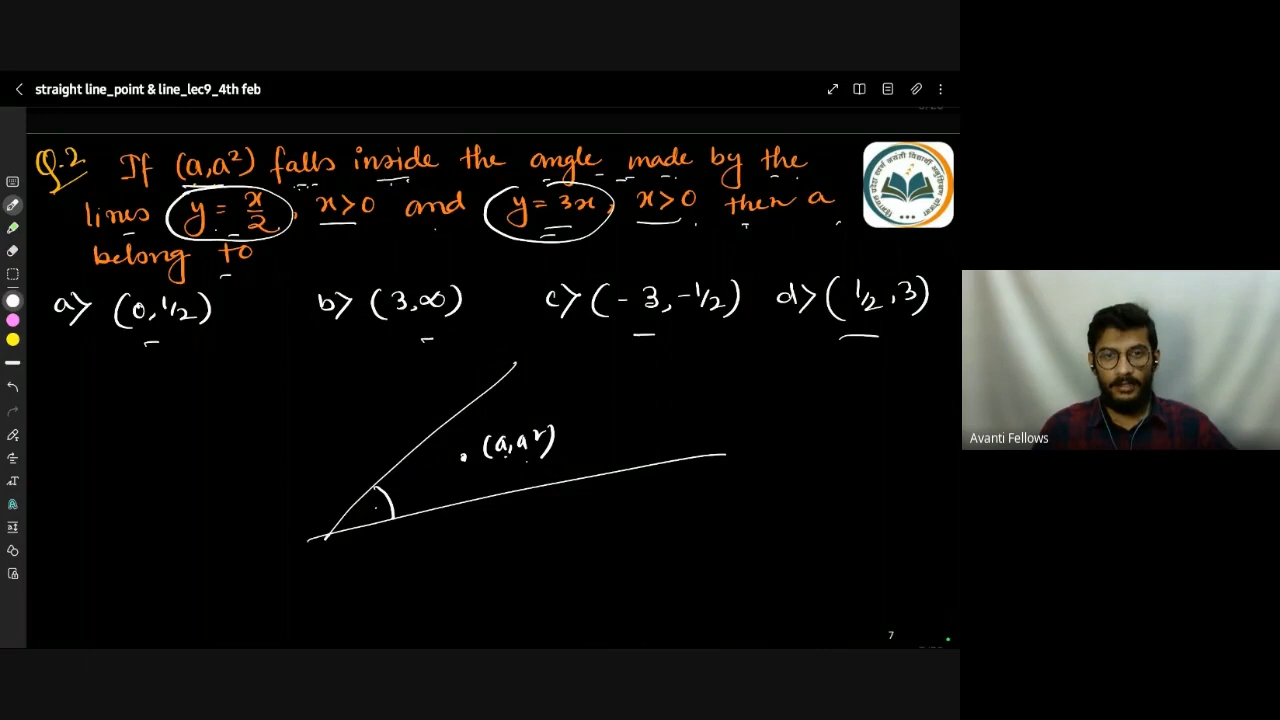 straight line_point & line_lec9_4th feb
Q.2 If (a,a²) falls inside the angle made by the
lines y = x/2, x>0 and y = 3x, x>0 then a
belong to
a> (0,1/2) b> (3,∞) c> (-3,-1/2) d> (1/2,3)
(a,a²)
Avanti Fellows
7